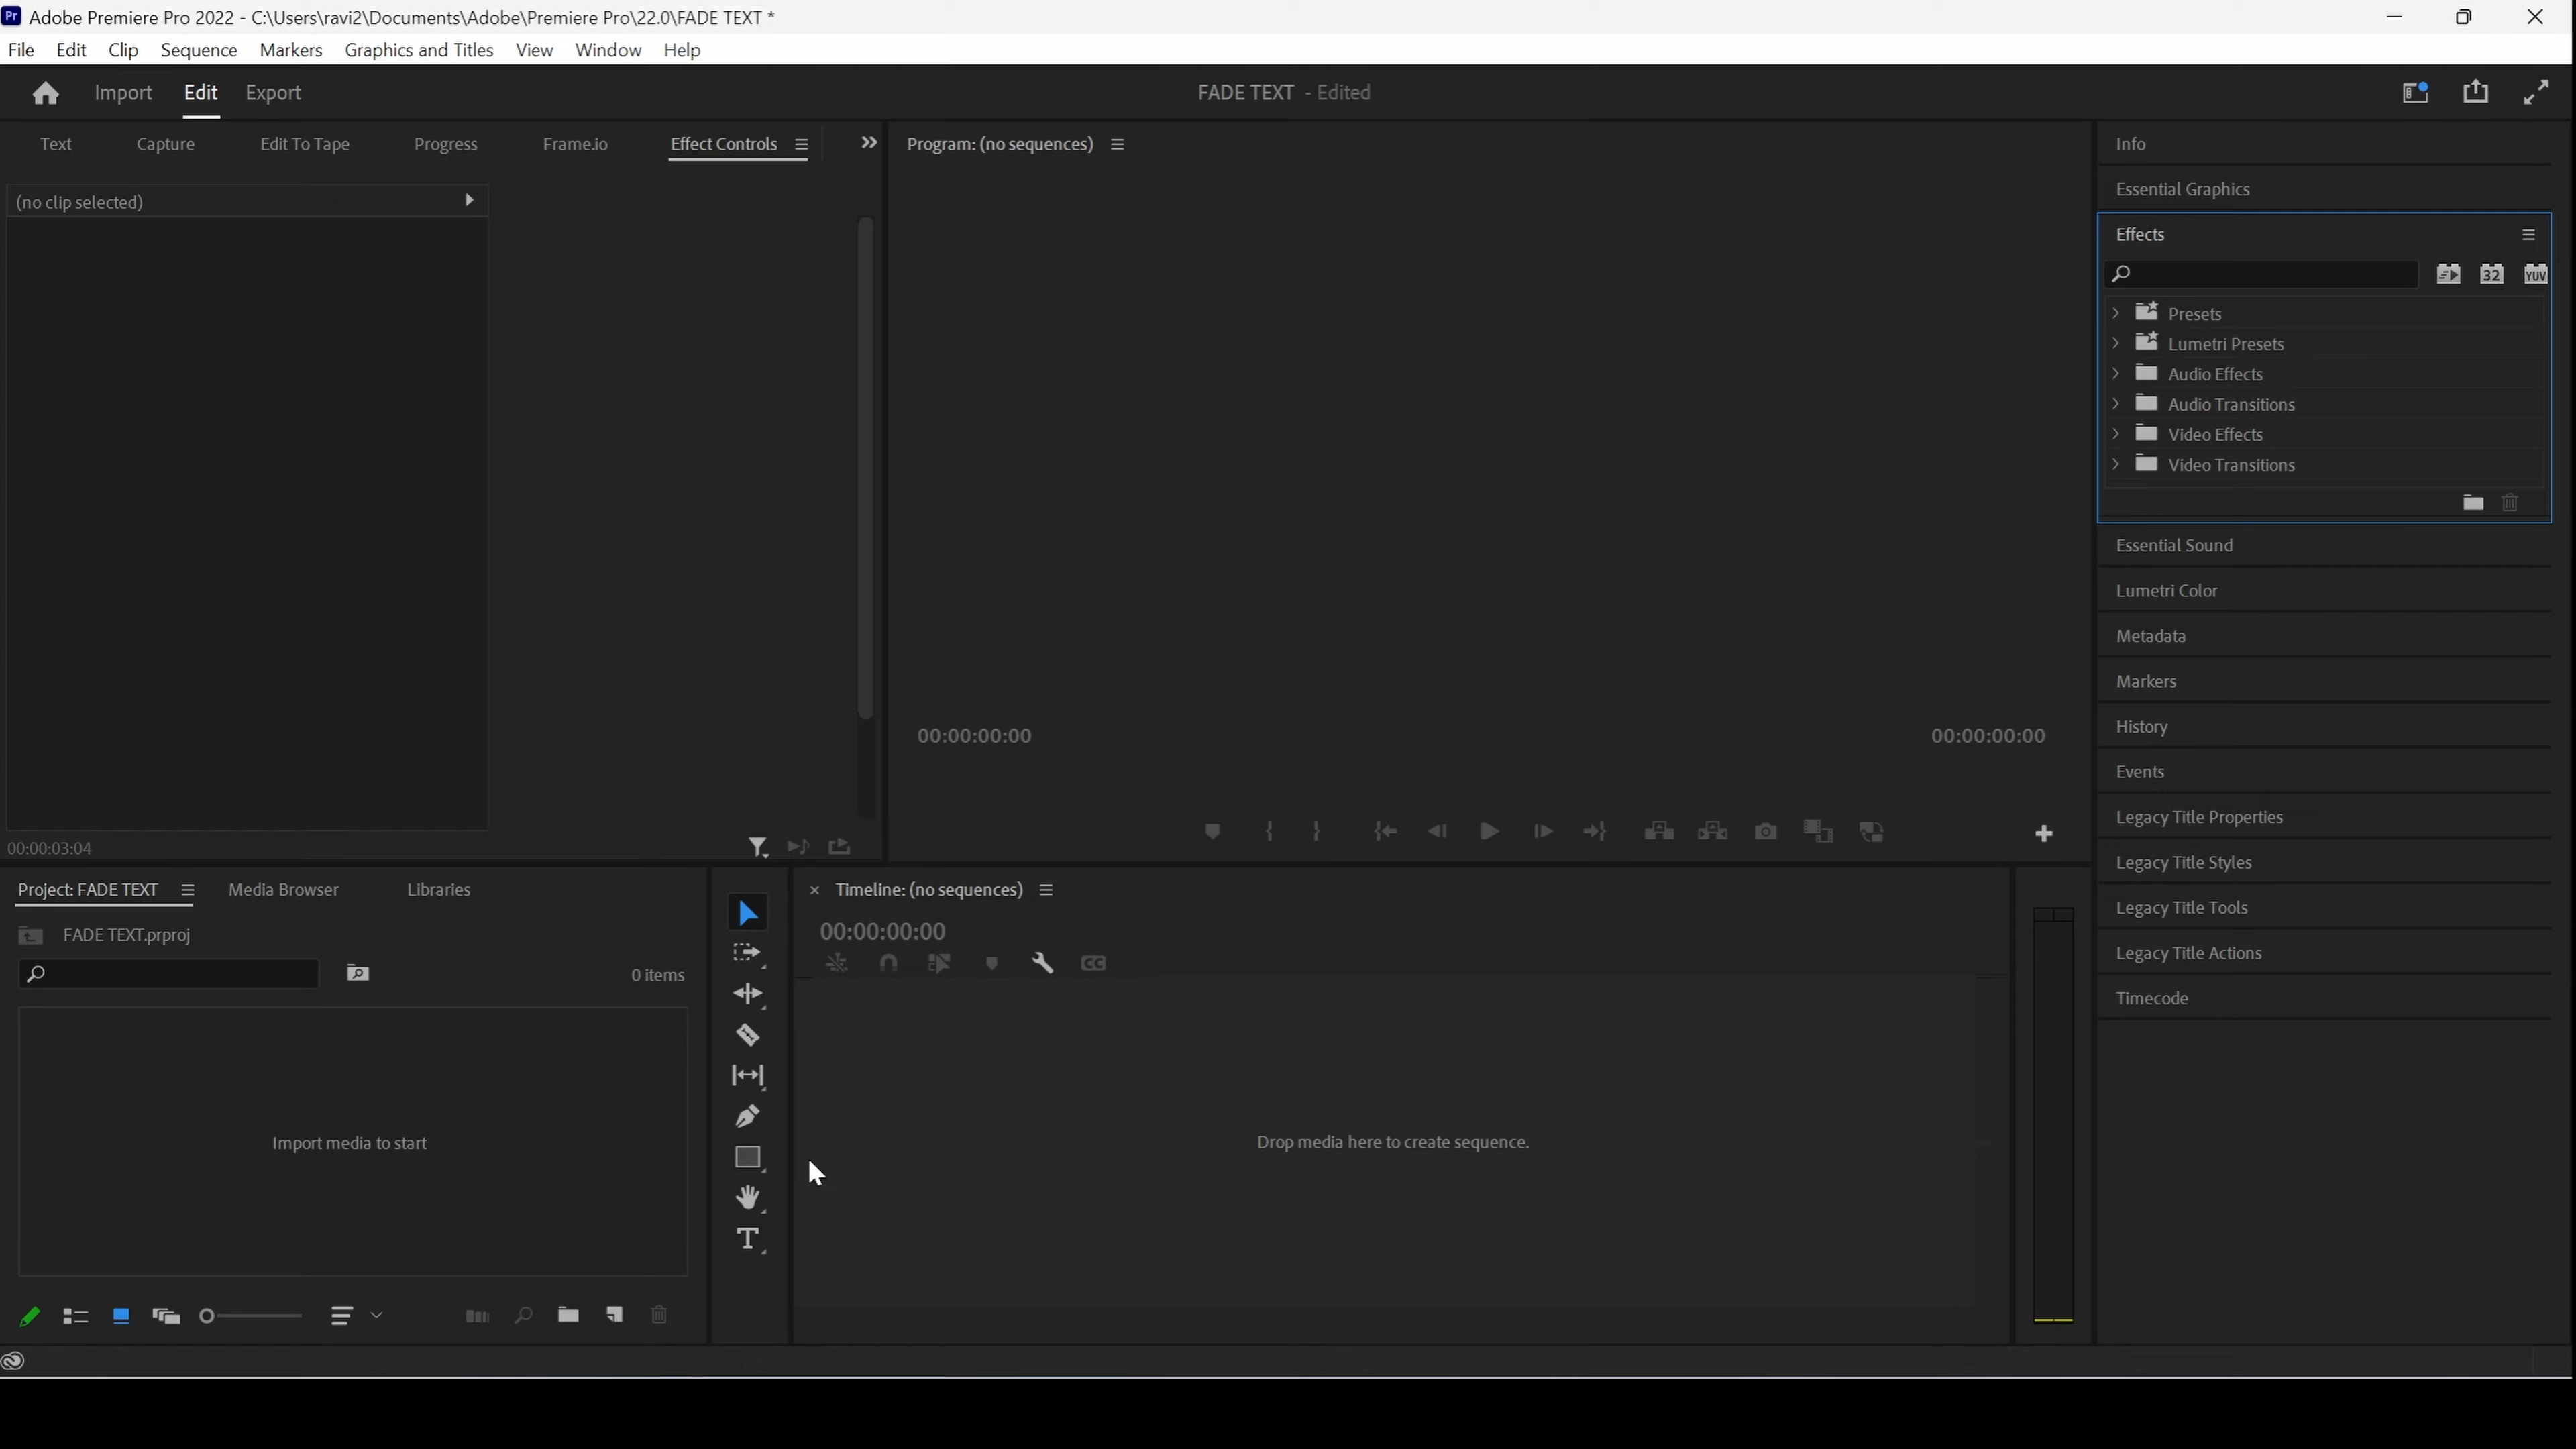 Pr Adobe Premiere Pro 2022 - C:\Users\ravi2\Documents\Adobe\Premiere Pro\22.0\FADE TEXT *
File Edit Clip Sequence Markers Graphics and Titles View Window Help
Import Edit Export
FADE TEXT - Edited
Text Capture Edit To Tape Progress Frame.io Effect Controls
(no clip selected)
00:00:03:04
Program: (no sequences)
00:00:00:00 00:00:00:00
Info
Essential Graphics
Effects
32 YUV
Presets
Lumetri Presets
Audio Effects
Audio Transitions
Video Effects
Video Transitions
Essential Sound
Lumetri Color
Metadata
Markers
History
Events
Legacy Title Properties
Legacy Title Styles
Legacy Title Tools
Legacy Title Actions
Timecode
Project: FADE TEXT Media Browser Libraries
FADE TEXT.prproj
0 items
Import media to start
Timeline: (no sequences)
00:00:00:00
CC
Drop media here to create sequence.